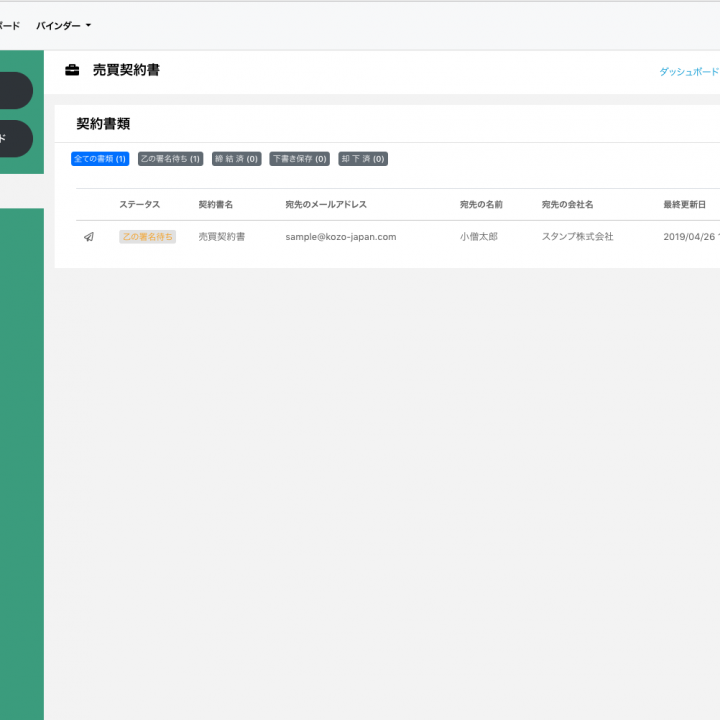 ボード バインダー
売買契約書
ダッシュボード
ド
契約書類
全ての書類 (1) 乙の署名待ち (1) 締 結 済 (0) 下書き保存 (0) 却 下 済 (0)
ステータス 契約書名 宛先のメールアドレス 宛先の名前 宛先の会社名 最終更新日
乙の署名待ち 売買契約書 sample@kozo-japan.com 小僧太郎 スタンプ株式会社 2019/04/26